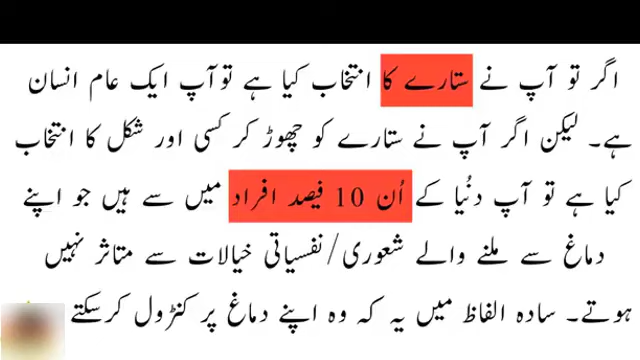 اگر تو آپ نے ستارے کا انتخاب کیا ہے تو آپ ایک عام انسان
ہے۔ لیکن اگر آپ نے ستارے کو چھوڑ کر کسی اور شکل کا انتخاب
کیا ہے تو آپ دنُیا کے اُن 10 فیصد افراد میں سے ہیں جو اپنے
دماغ سے ملنے والے شعوری/نفسیاتی خیالات سے متاثر نہیں
ہوتے۔ سادہ الفاظ میں یہ کہ وہ اپنے دماغ پر کنٹرول کرسکتے